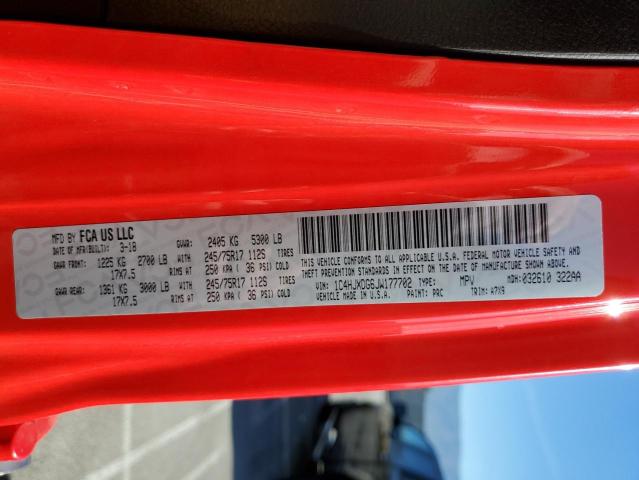 MFD BY FCA US LLC
DATE OF MFR(BUILT): 3-18 GVWR: 2405 KG 5300 LB
GAWR FRONT: 1225 KG 2700 LB 245/75R17 112S TIRES
17X7.5 RIMS AT 250 KPA ( 36 PSI) COLD
GAWR REAR: 1361 KG 3000 LB 245/75R17 112S TIRES
17X7.5 RIMS AT 250 KPA ( 36 PSI) COLD
THIS VEHICLE CONFORMS TO ALL APPLICABLE U.S.A. FEDERAL MOTOR VEHICLE SAFETY AND
THEFT PREVENTION STANDARDS IN EFFECT ON THE DATE OF MANUFACTURE SHOWN ABOVE.
VIN: 1C4HJXDG6JW177702 TYPE: MPV MDH: 032610 322AA
VEHICLE MADE IN U.S.A. PAINT: PRC TRIM: A7X9